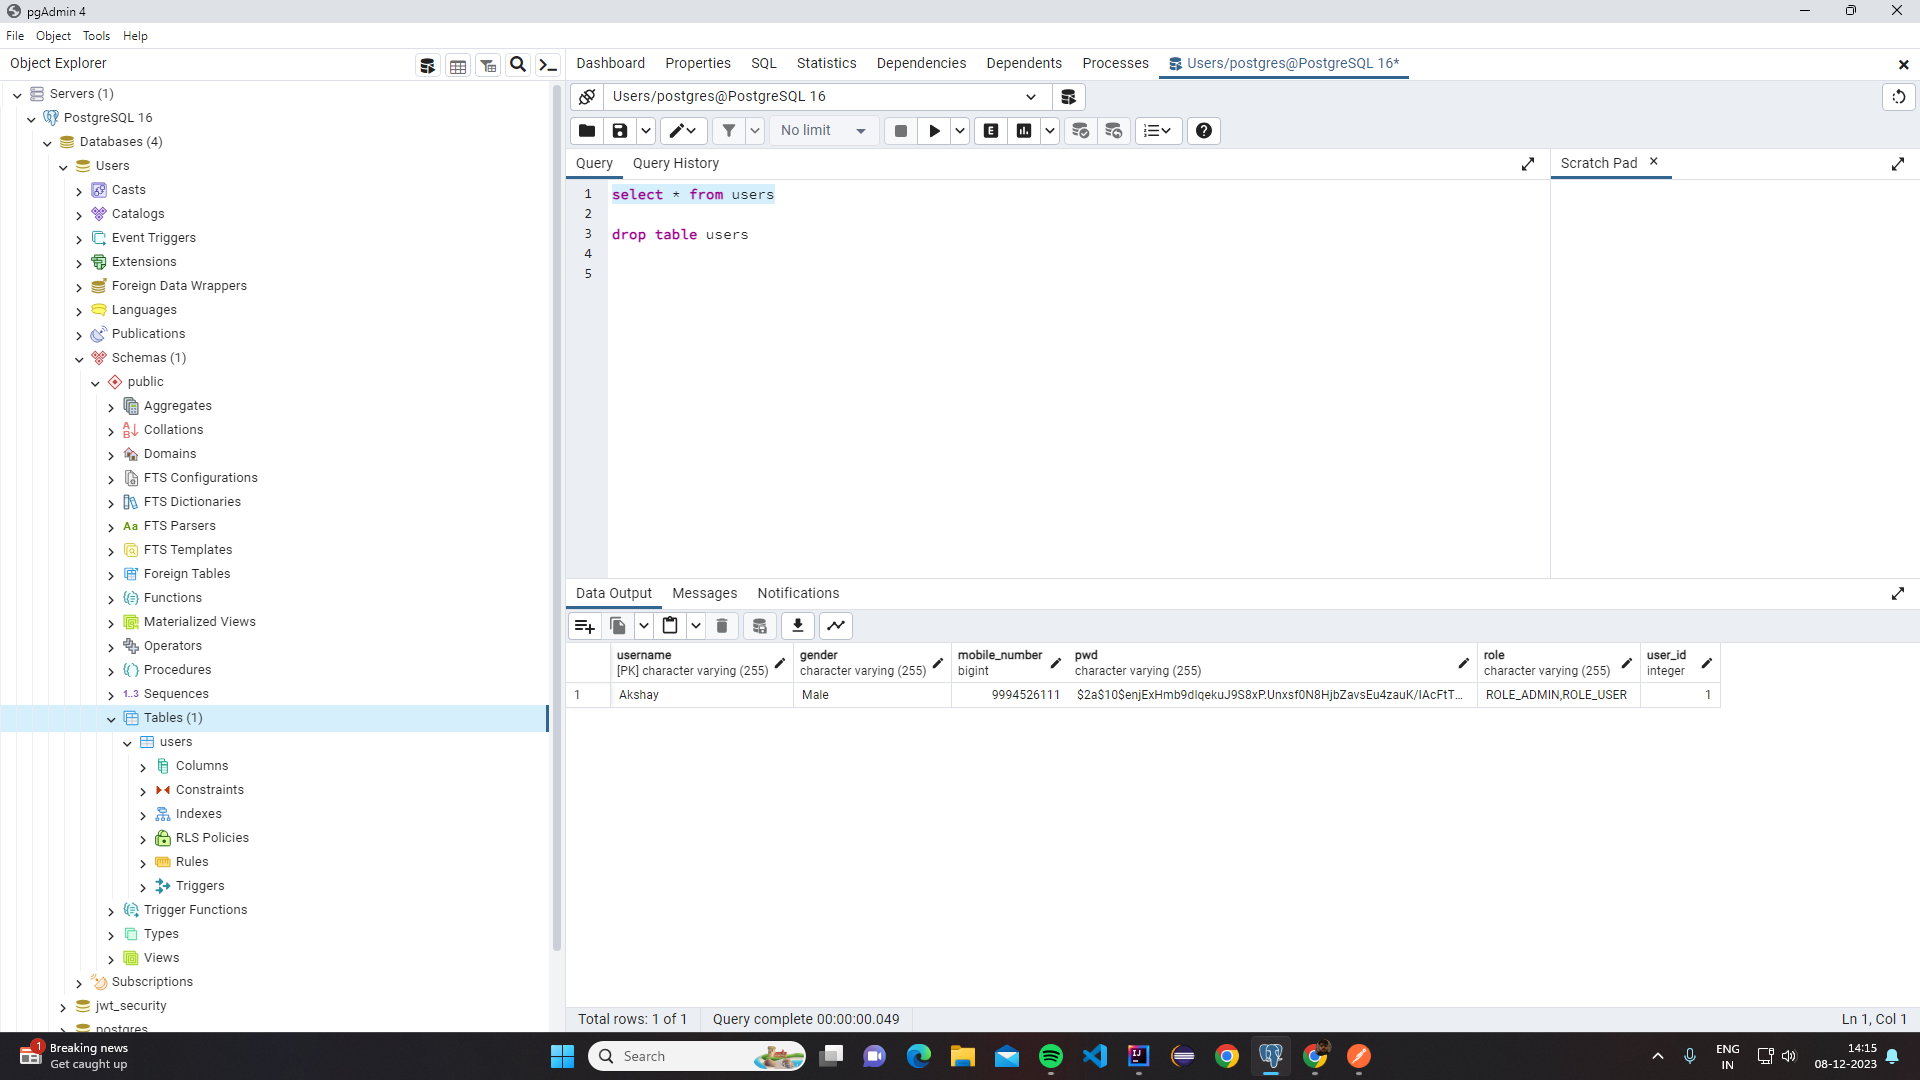 pgAdmin 4
File Object Tools Help
Object Explorer
Dashboard Properties SQL Statistics Dependencies Dependents Processes Users/postgres@PostgreSQL 16*
Servers (1)
PostgreSQL 16
Databases (4)
Users
Casts
Catalogs
Event Triggers
Extensions
Foreign Data Wrappers
Languages
Publications
Schemas (1)
public
Aggregates
Collations
Domains
FTS Configurations
FTS Dictionaries
Aa FTS Parsers
FTS Templates
Foreign Tables
Functions
Materialized Views
Operators
Procedures
1..3 Sequences
Tables (1)
users
Columns
Constraints
Indexes
RLS Policies
Rules
Triggers
Trigger Functions
Types
Views
Subscriptions
jwt_security
postgres
Users/postgres@PostgreSQL 16
No limit
E
Query Query History
Scratch Pad
1 select * from users
2
3 drop table users
4
5
Data Output Messages Notifications
username gender mobile_number pwd role user_id
[PK] character varying (255) character varying (255) bigint character varying (255) character varying (255) integer
1 Akshay Male 9994526111 $2a$10$enjExHmb9dIqekuJ9S8xP.Unxsf0N8HjbZavsEu4zauK/IAcFtT... ROLE_ADMIN,ROLE_USER 1
Total rows: 1 of 1 Query complete 00:00:00.049 Ln 1, Col 1
1
Breaking news
Get caught up
Search
ENG
IN
14:15
08-12-2023